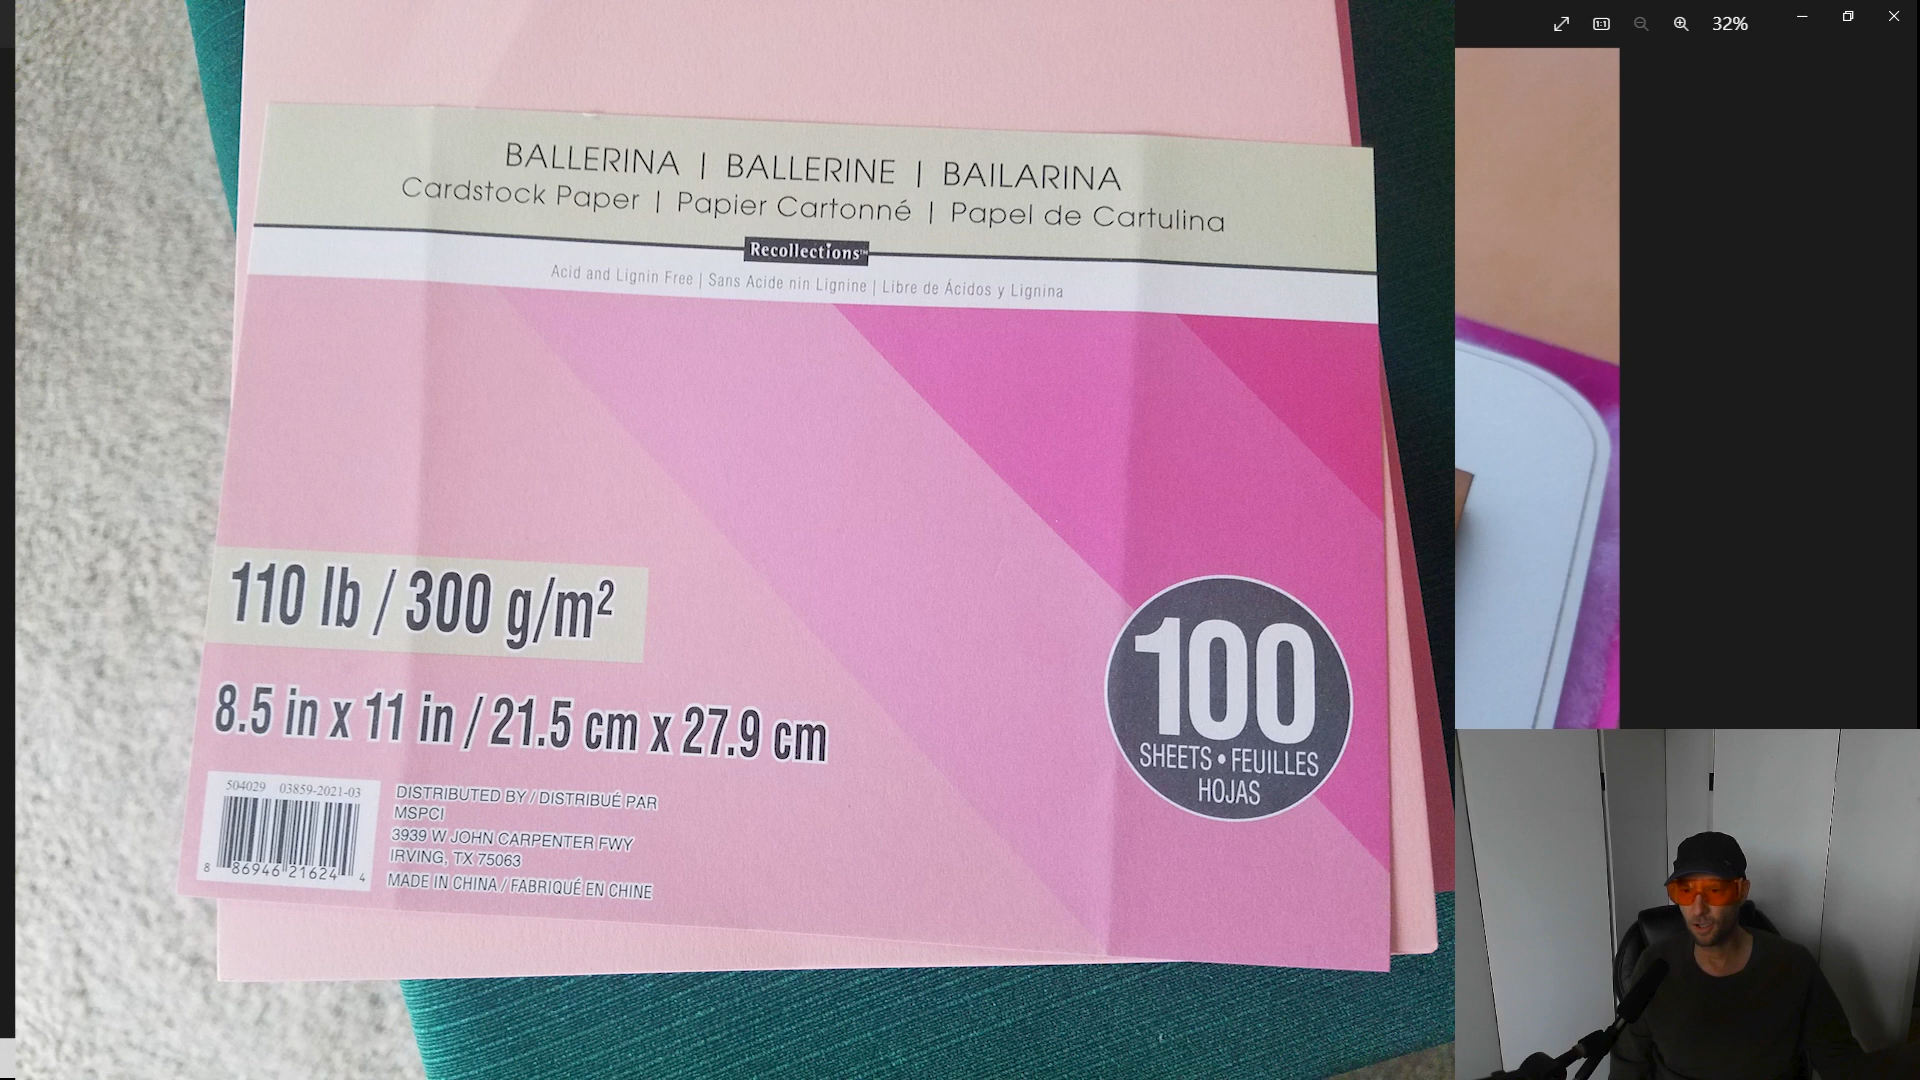 BALLERINA | BALLERINE | BAILARINA
Cardstock Paper | Papier Cartonné | Papel de Cartulina
Recollections™
Acid and Lignin Free | Sans Acide nin Lignine | Libre de Ácidos y Lignina
110 lb / 300 g/m²
8.5 in x 11 in / 21.5 cm x 27.9 cm
100
SHEETS • FEUILLES
HOJAS
504029 03859-2021-03
8 86946 21624 4
DISTRIBUTED BY / DISTRIBUÉ PAR
MSPCI
3939 W JOHN CARPENTER FWY
IRVING, TX 75063
MADE IN CHINA / FABRIQUÉ EN CHINE
1:1
32%